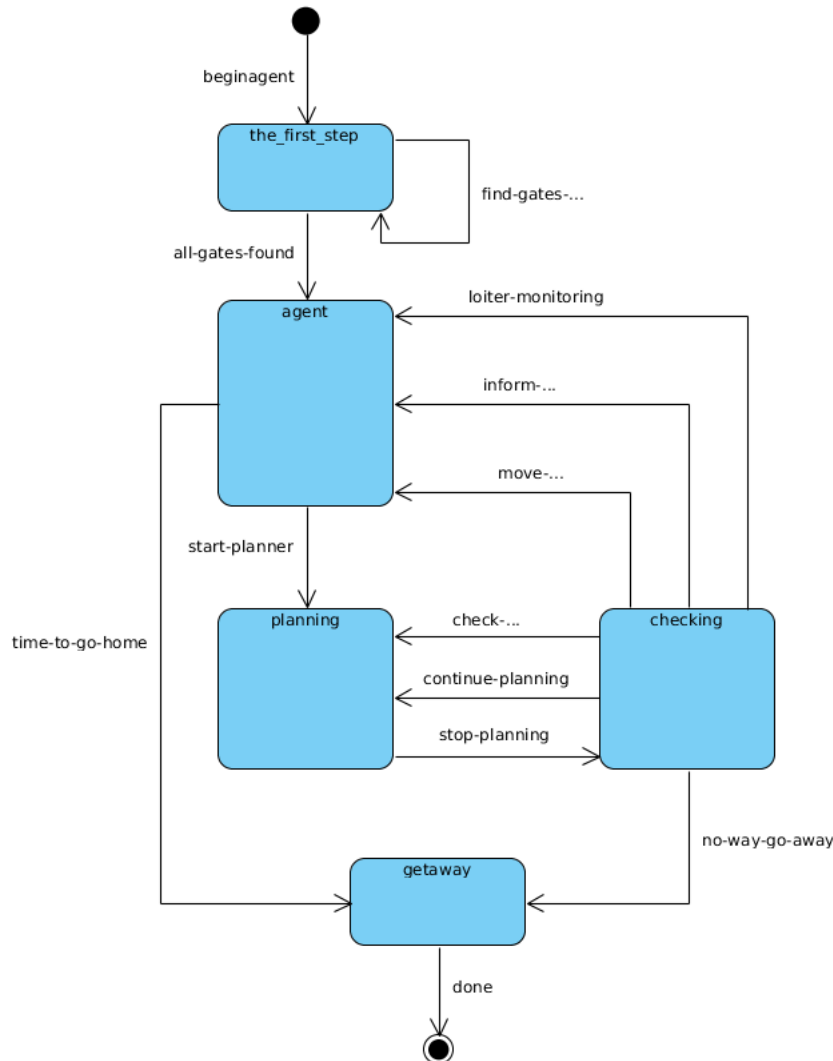 beginagent
the_first_step
find-gates-...
all-gates-found
agent
loiter-monitoring
inform-...
move-...
start-planner
planning
checking
check-...
time-to-go-home
continue-planning
stop-planning
no-way-go-away
getaway
done